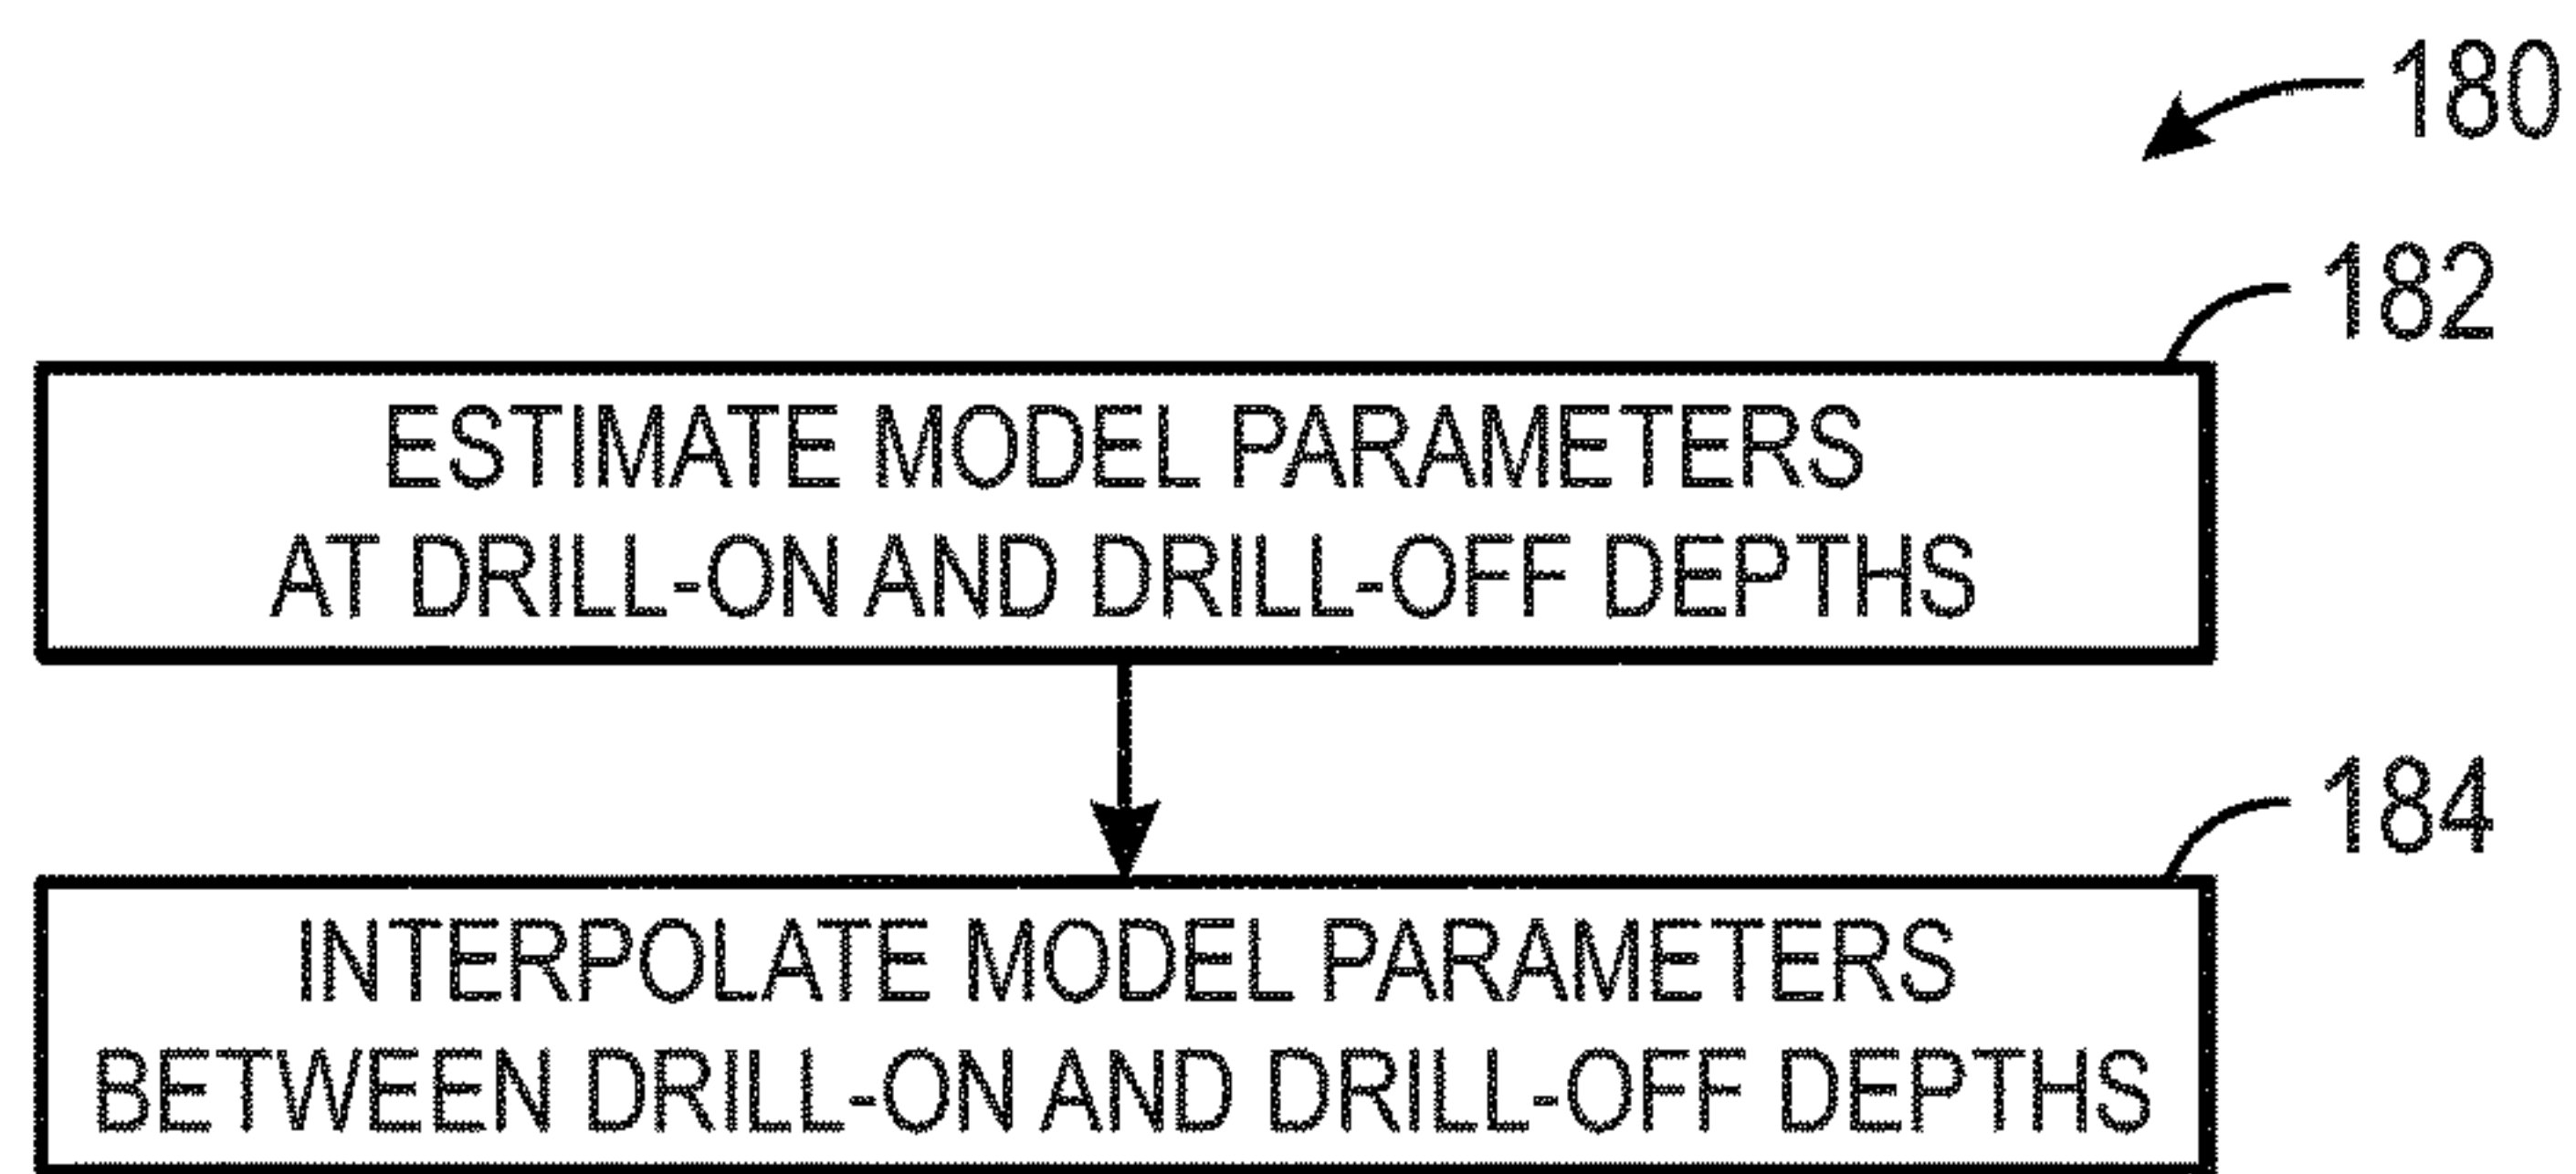 180
182
ESTIMATE MODEL PARAMETERS
AT DRILL-ON AND DRILL-OFF DEPTHS
184
INTERPOLATE MODEL PARAMETERS
BETWEEN DRILL-ON AND DRILL-OFF DEPTHS